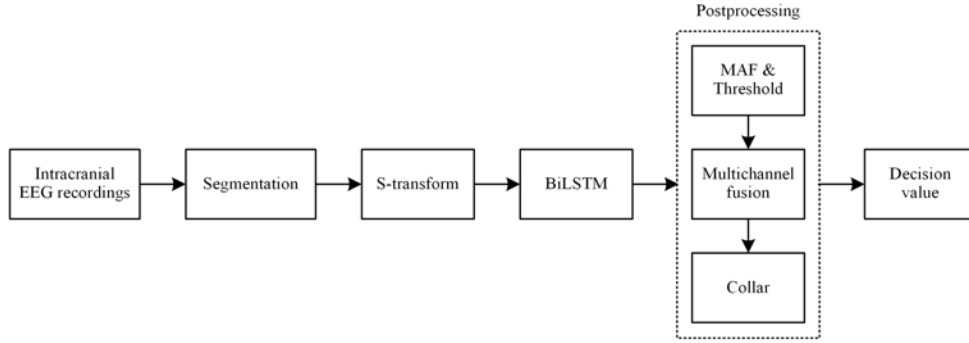 Postprocessing
MAF &
Threshold
Intracranial
EEG recordings
Segmentation
S-transform
BiLSTM
Multichannel
fusion
Decision
value
Collar